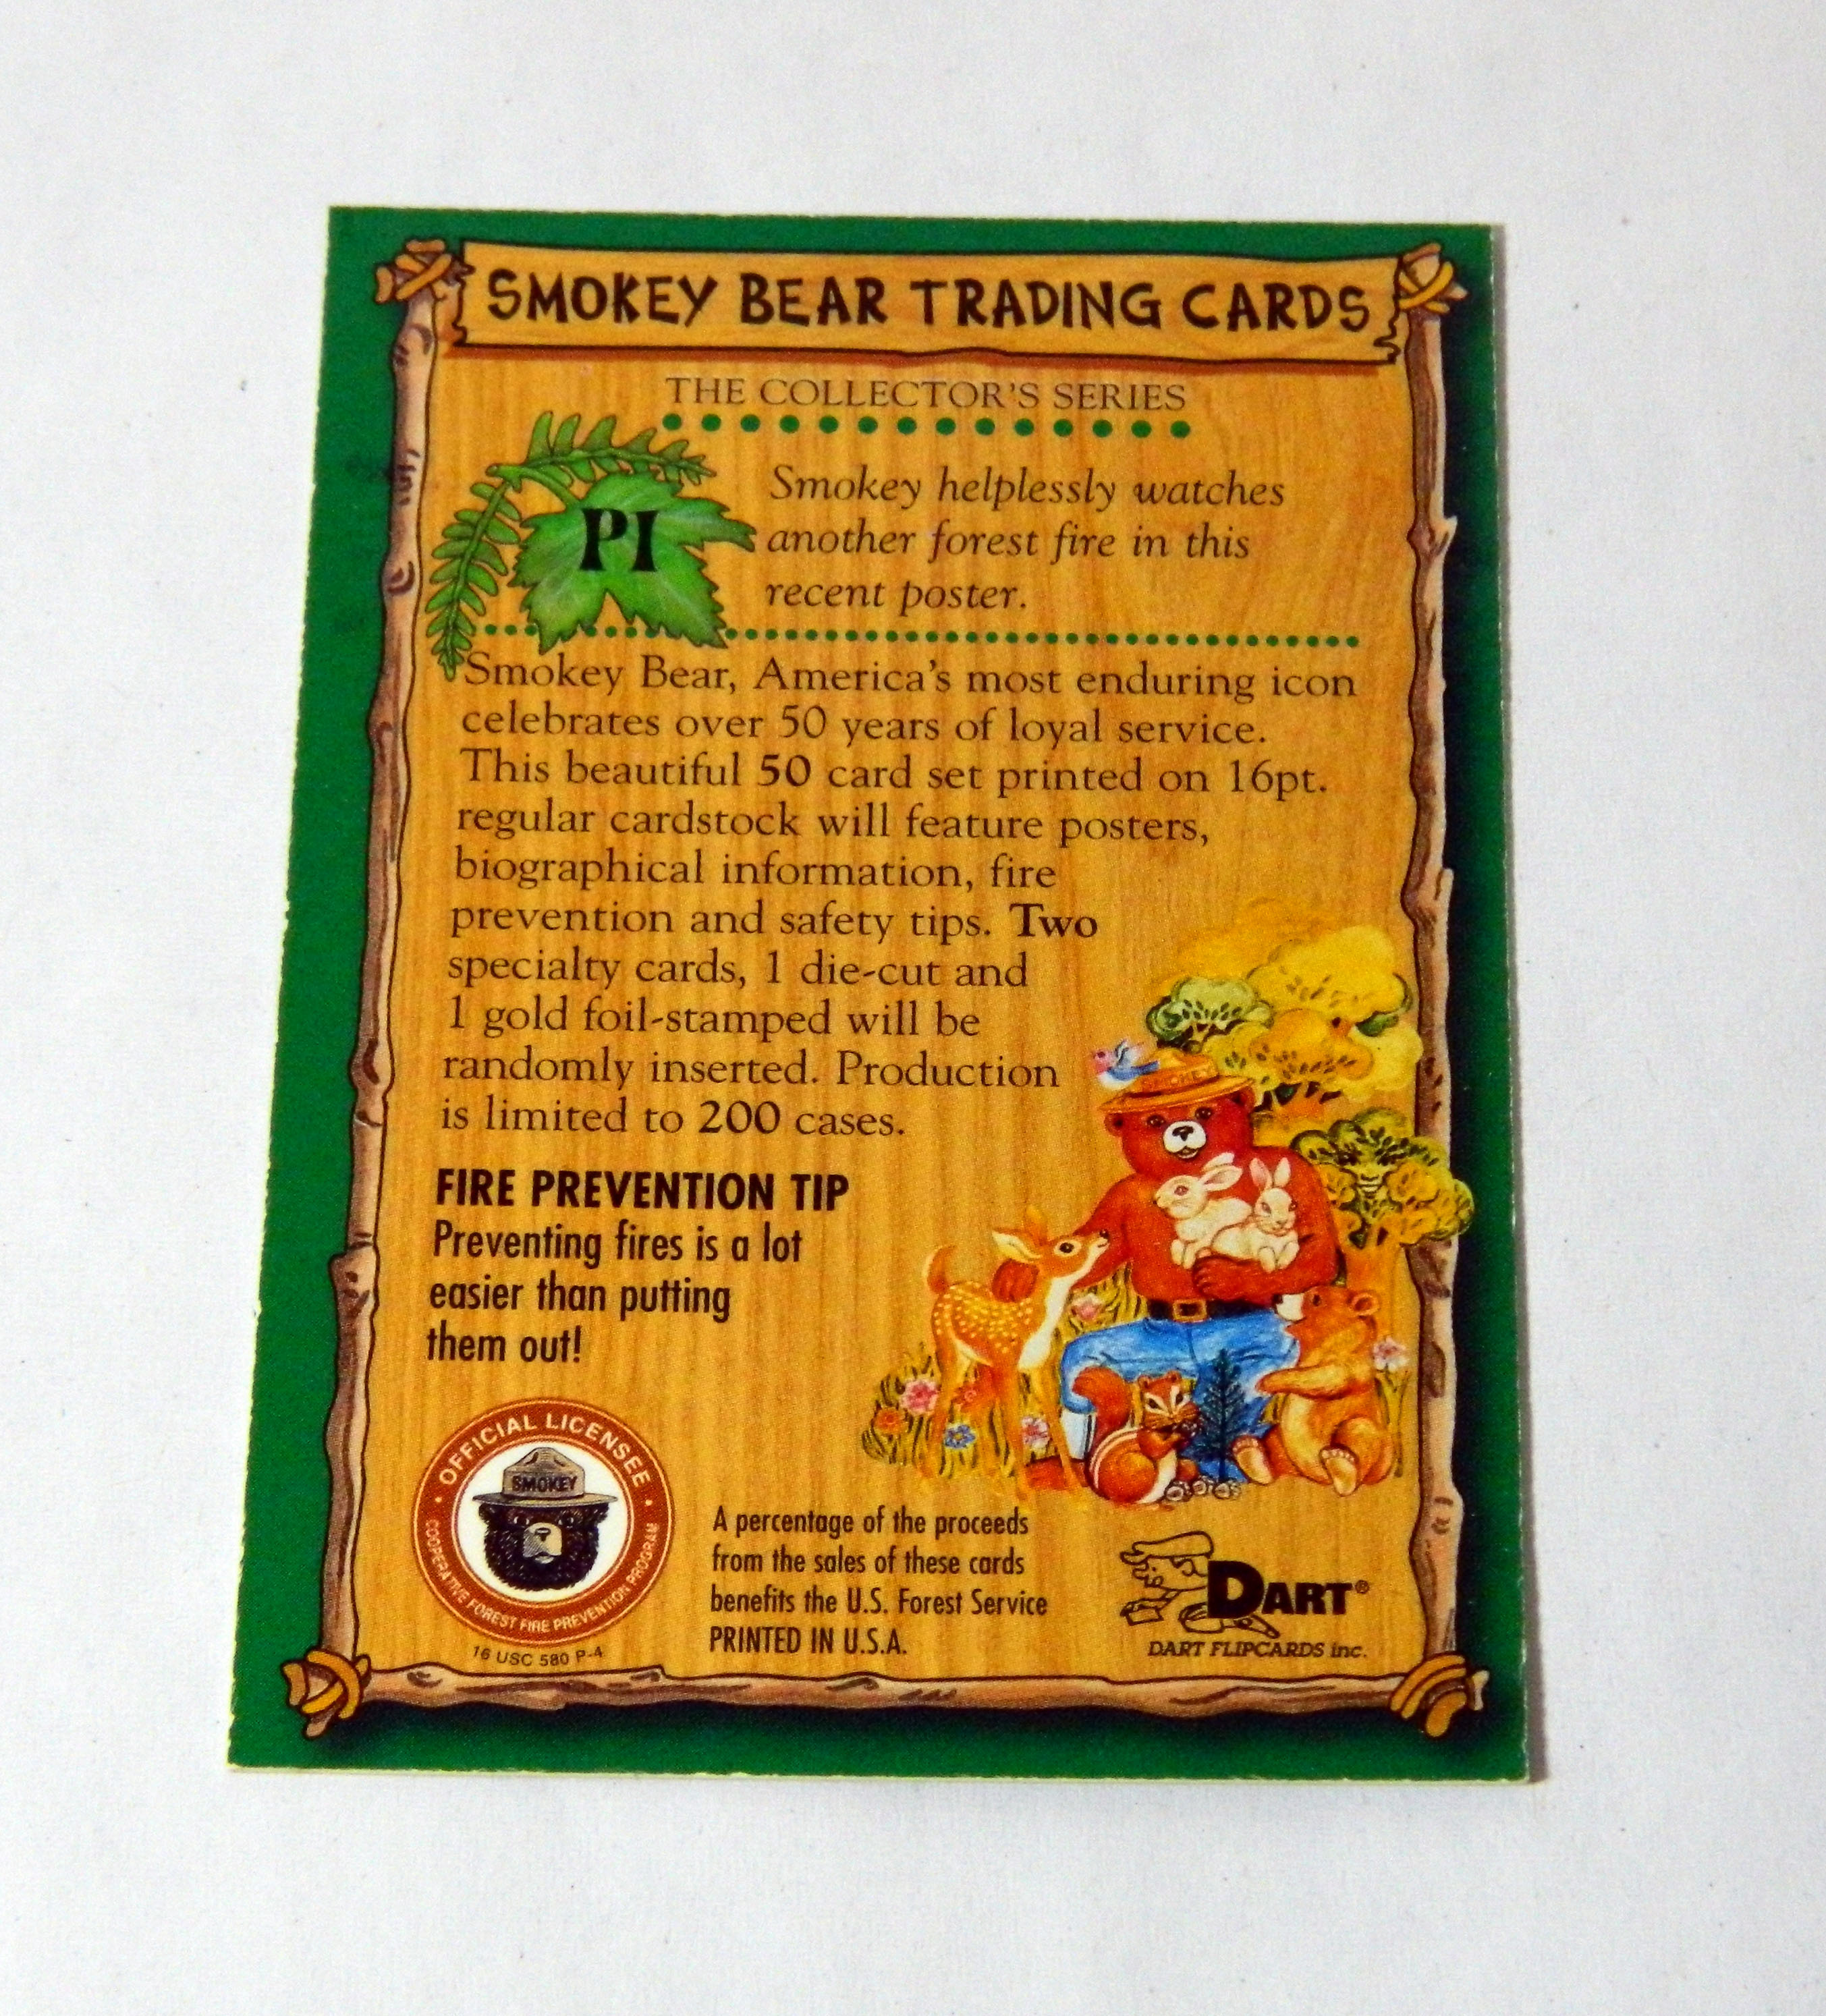 SMOKEY BEAR TRADING CARDS
THE COLLECTOR'S SERIES
PI
Smokey helplessly watches
another forest fire in this
recent poster.
Smokey Bear, America's most enduring icon
celebrates over 50 years of loyal service.
This beautiful 50 card set printed on 16pt.
regular cardstock will feature posters,
biographical information, fire
prevention and safety tips. Two
specialty cards, 1 die-cut and
1 gold foil-stamped will be
randomly inserted. Production
is limited to 200 cases.
SMOKEY
FIRE PREVENTION TIP
Preventing fires is a lot
easier than putting
them out!
OFFICIAL LICENSEE
SMOKEY
COOPERATIVE FOREST FIRE PREVENTION PROGRAM
16 USC 580 P-4
A percentage of the proceeds
from the sales of these cards
benefits the U.S. Forest Service
PRINTED IN U.S.A.
DART®
DART FLIPCARDS inc.